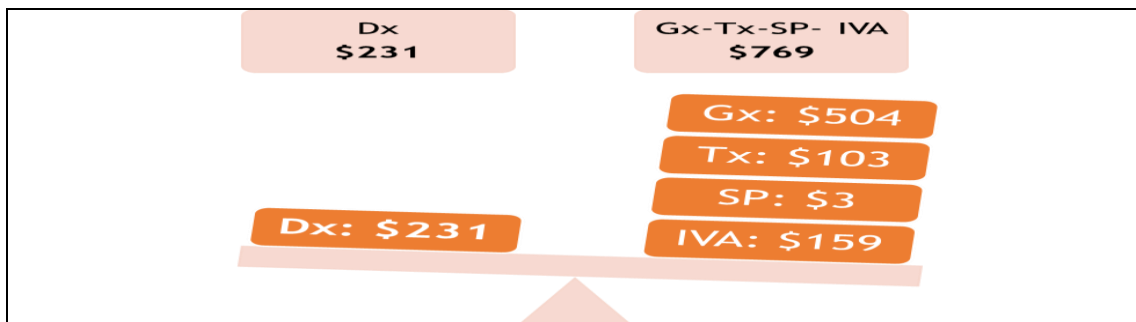 Dx
$231
Gx-Tx-SP- IVA
$769
Gx: $504
Tx: $103
SP: $3
Dx: $231
IVA: $159